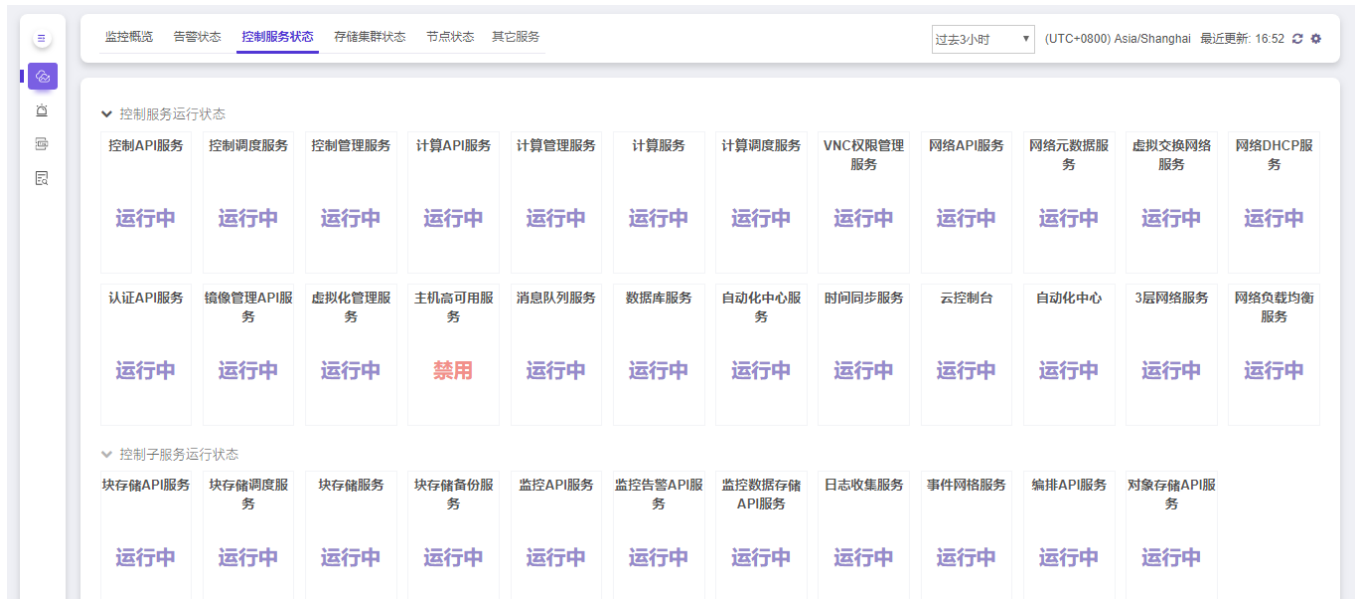 监控概览 告警状态 控制服务状态 存储集群状态 节点状态 其它服务 过去3小时 (UTC+0800) Asia/Shanghai 最近更新: 16:52
控制服务运行状态
控制API服务 控制调度服务 控制管理服务 计算API服务 计算管理服务 计算服务 计算调度服务 VNC权限管理 网络API服务 网络元数据服 虚拟交换网络 网络DHCP服
服务 务 服务 务
运行中 运行中 运行中 运行中 运行中 运行中 运行中 运行中 运行中 运行中 运行中 运行中
认证API服务 镜像管理API服 虚拟化管理服 主机高可用服 消息队列服务 数据库服务 自动化中心服 时间同步服务 云控制台 自动化中心 3层网络服务 网络负载均衡
务 务 务 务 服务
运行中 运行中 运行中 禁用 运行中 运行中 运行中 运行中 运行中 运行中 运行中 运行中
控制子服务运行状态
块存储API服务 块存储调度服 块存储服务 块存储备份服 监控API服务 监控告警API服 监控数据存储 日志收集服务 事件网格服务 编排API服务 对象存储API服
务 务 务 API服务 务
运行中 运行中 运行中 运行中 运行中 运行中 运行中 运行中 运行中 运行中 运行中